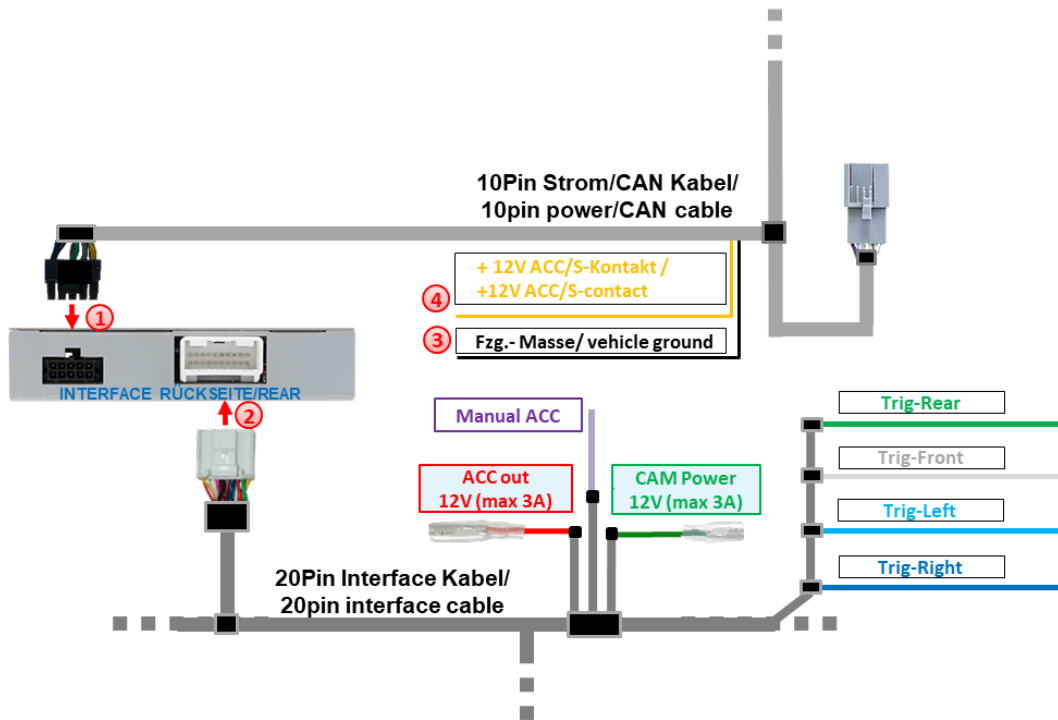 10Pin Strom/CAN Kabel/
10pin power/CAN cable
+ 12V ACC/S-Kontakt /
+12V ACC/S-contact
4
1
3
Fzg.- Masse/ vehicle ground
INTERFACE RÜCKSEITE/REAR
2
Manual ACC
Trig-Rear
Trig-Front
ACC out
12V (max 3A)
CAM Power
12V (max 3A)
Trig-Left
Trig-Right
20Pin Interface Kabel/
20pin interface cable